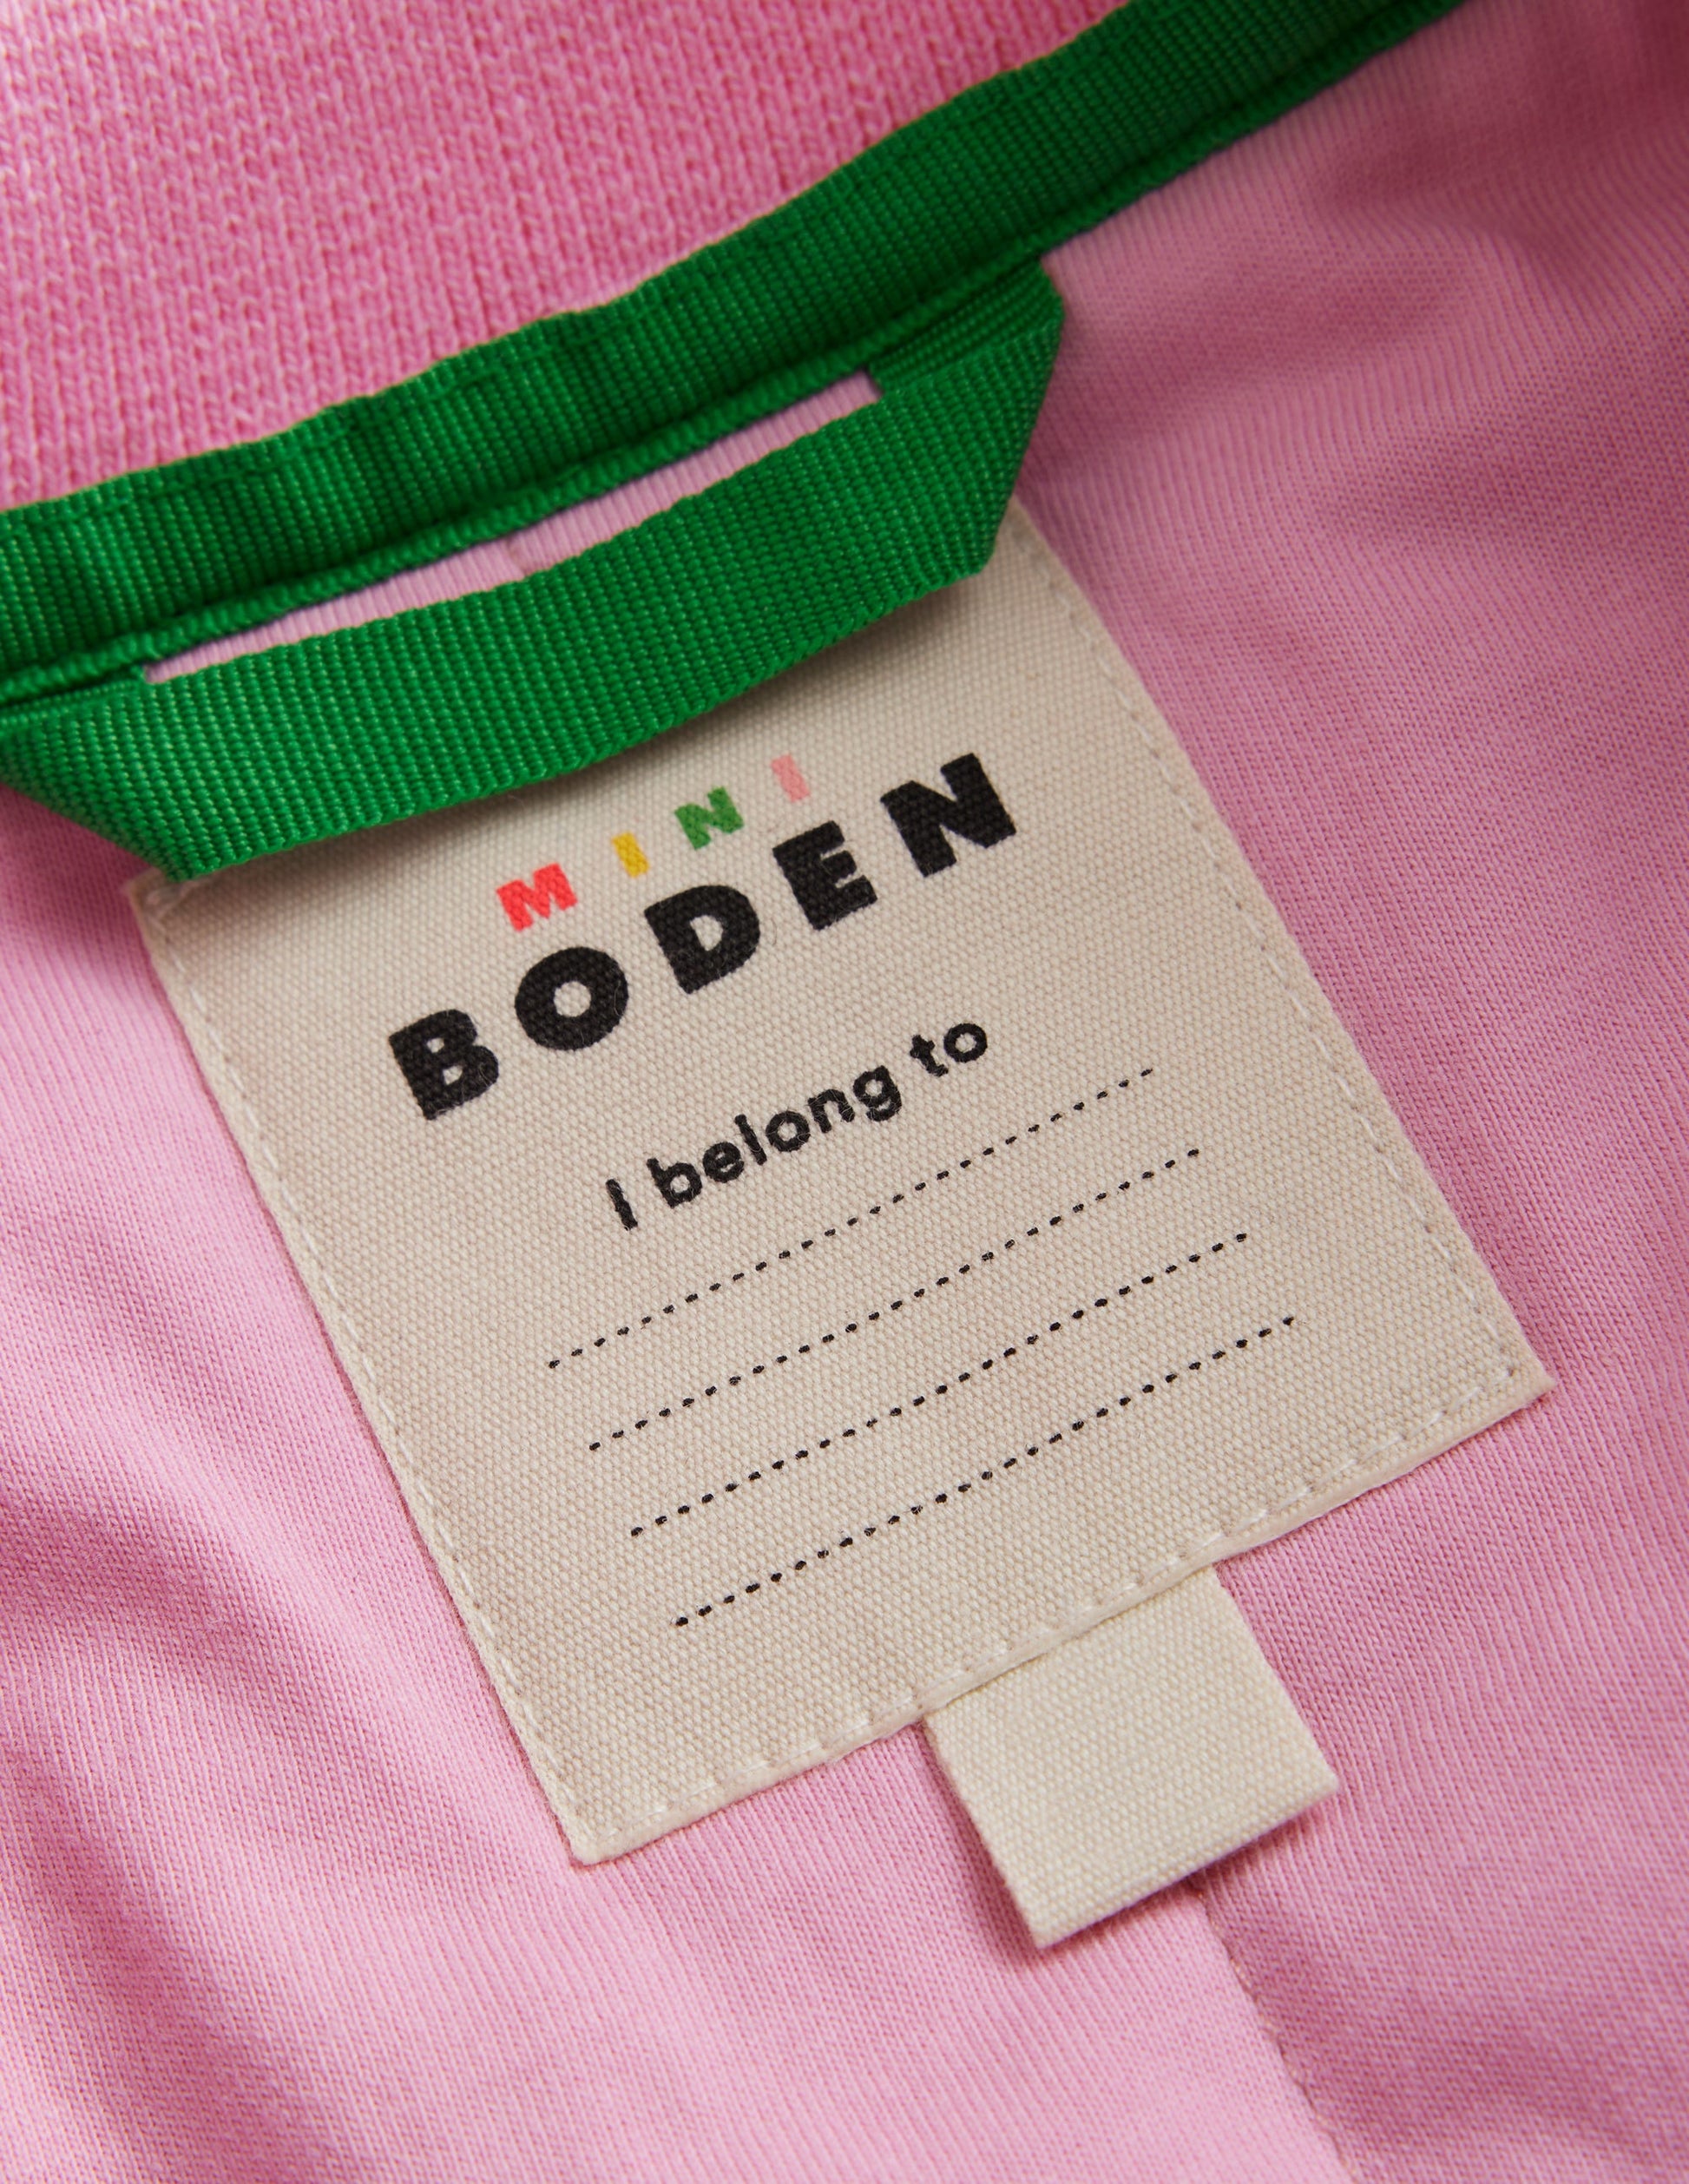 MINI
BODEN
I belong to